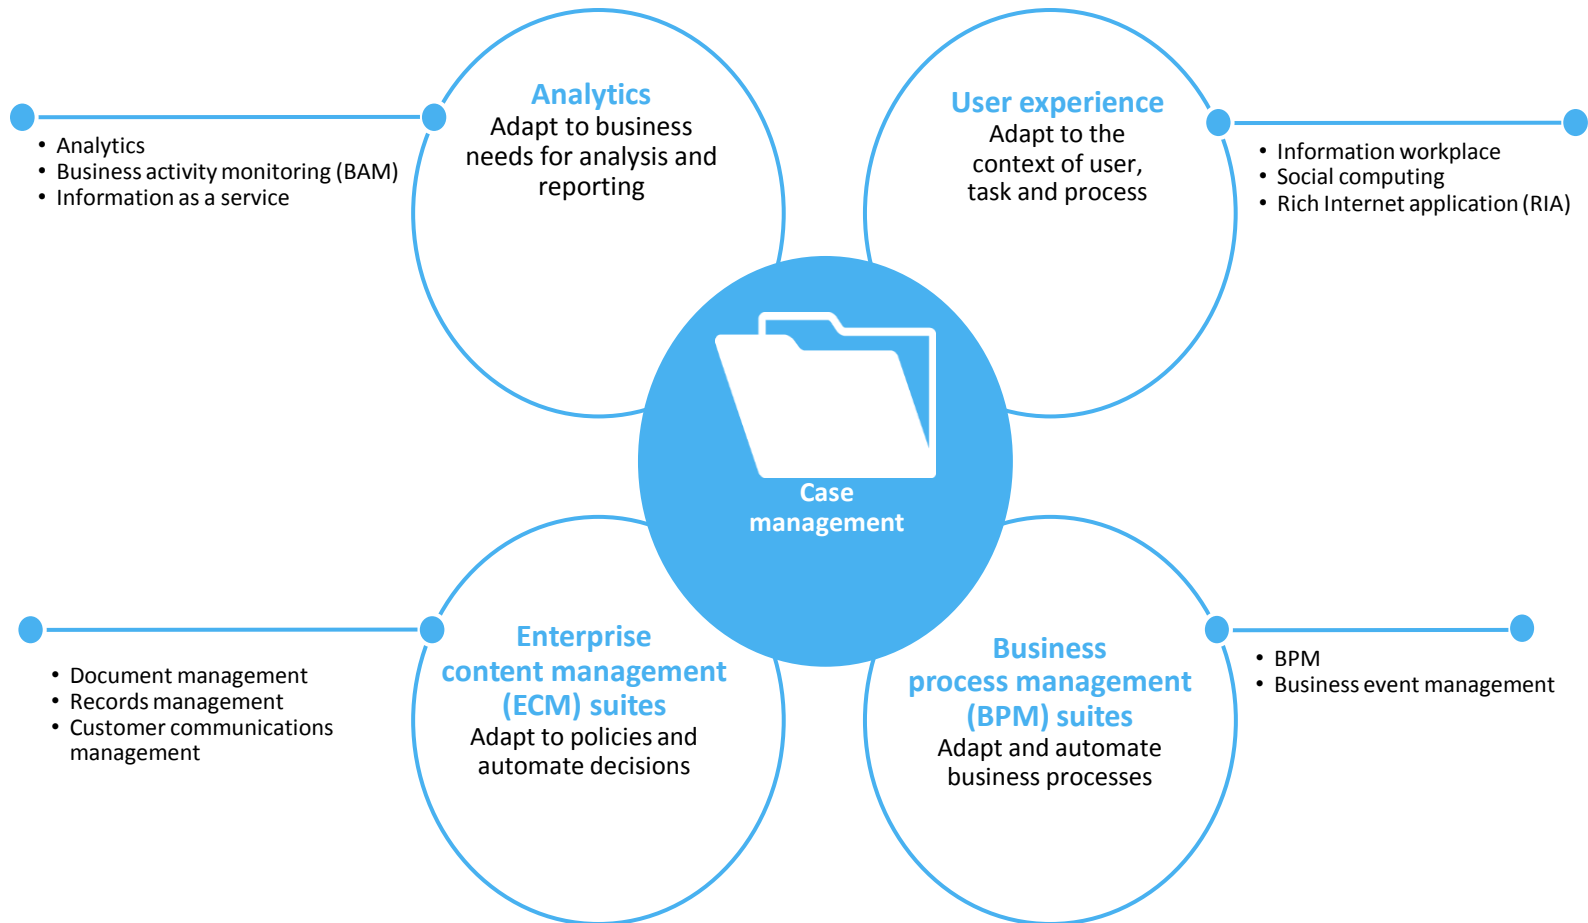 Analytics
Adapt to business
needs for analysis and
reporting
• Analytics
• Business activity monitoring (BAM)
• Information as a service
User experience
Adapt to the
context of user,
task and process
• Information workplace
• Social computing
• Rich Internet application (RIA)
Case
management
Enterprise
content management
(ECM) suites
Adapt to policies and
automate decisions
• Document management
• Records management
• Customer communications
management
Business
process management
(BPM) suites
Adapt and automate
business processes
• BPM
• Business event management